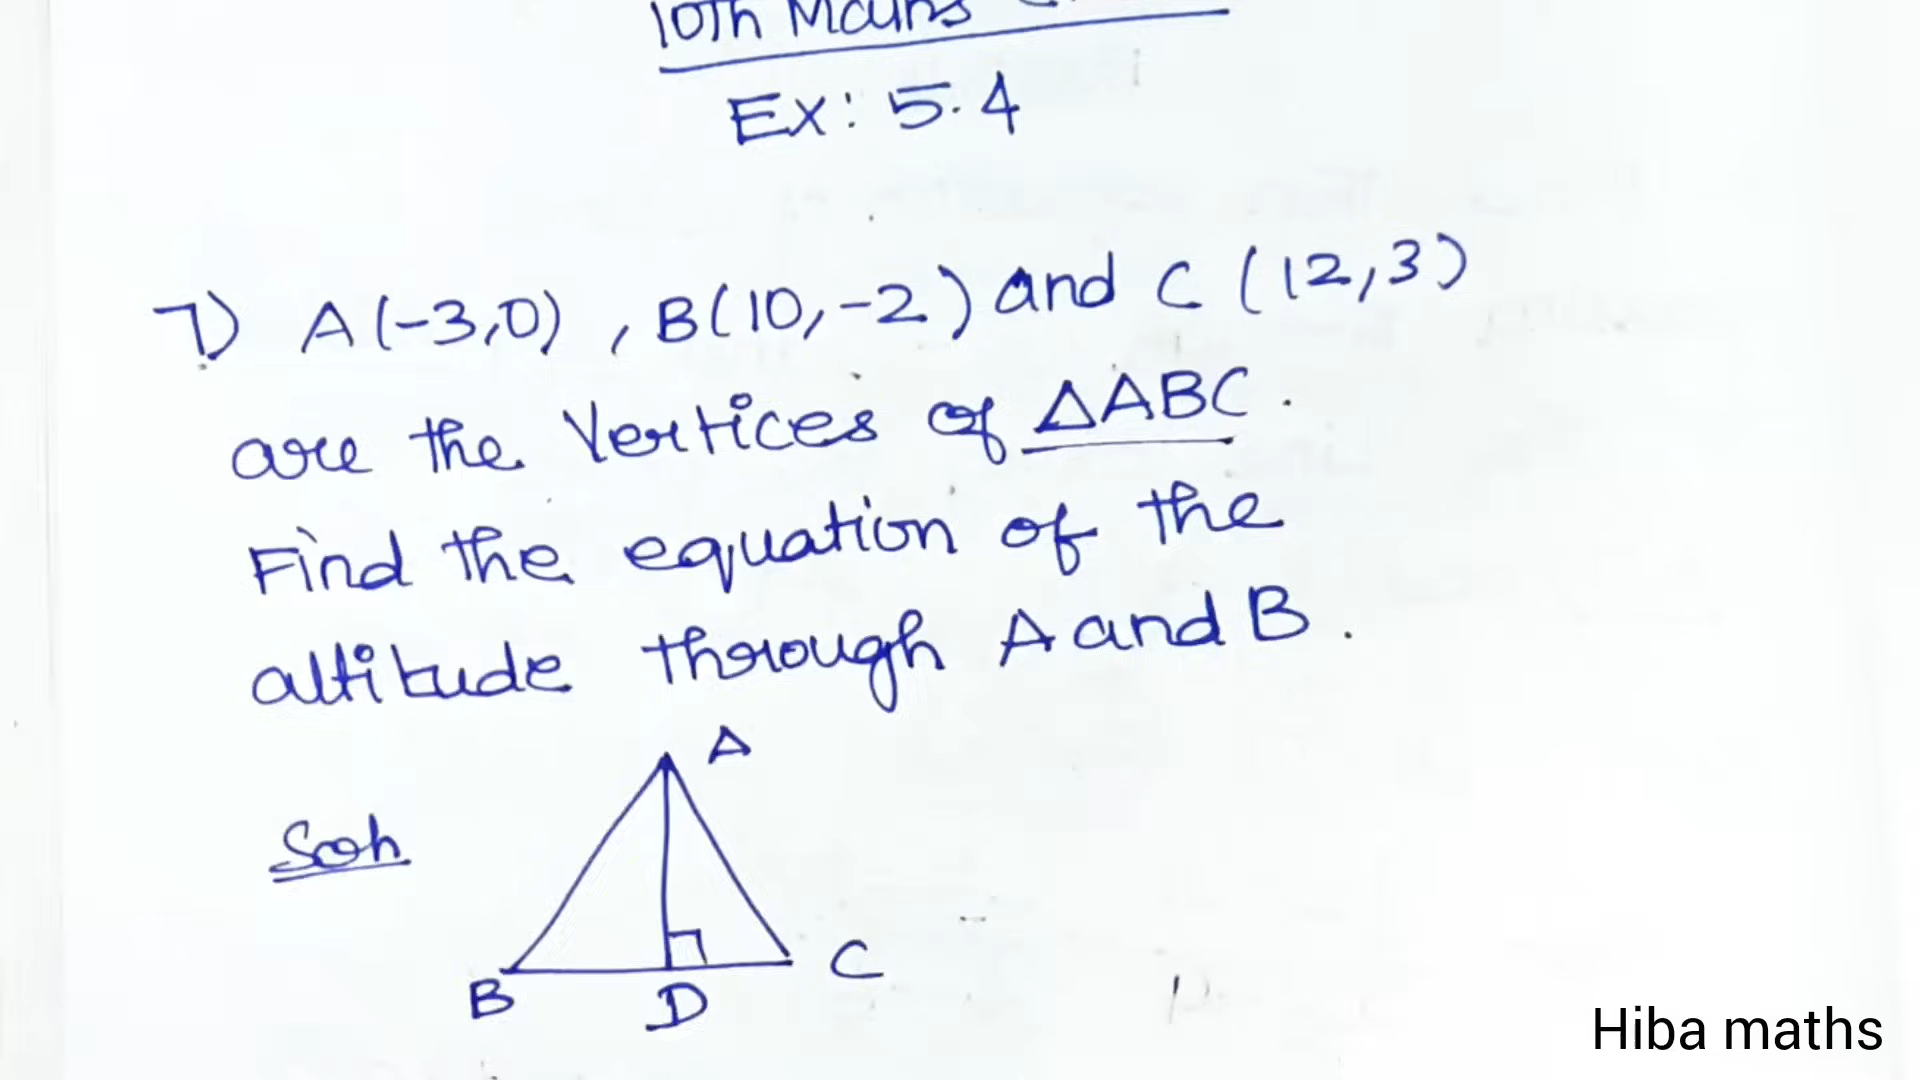 10th Maths
Ex: 5.4
7) A(-3,0), B(10,-2) and C (12,3)
are the Vertices of ΔABC.
Find the equation of the
altitude through A and B.
A
Soln
B
D
C
Hiba maths